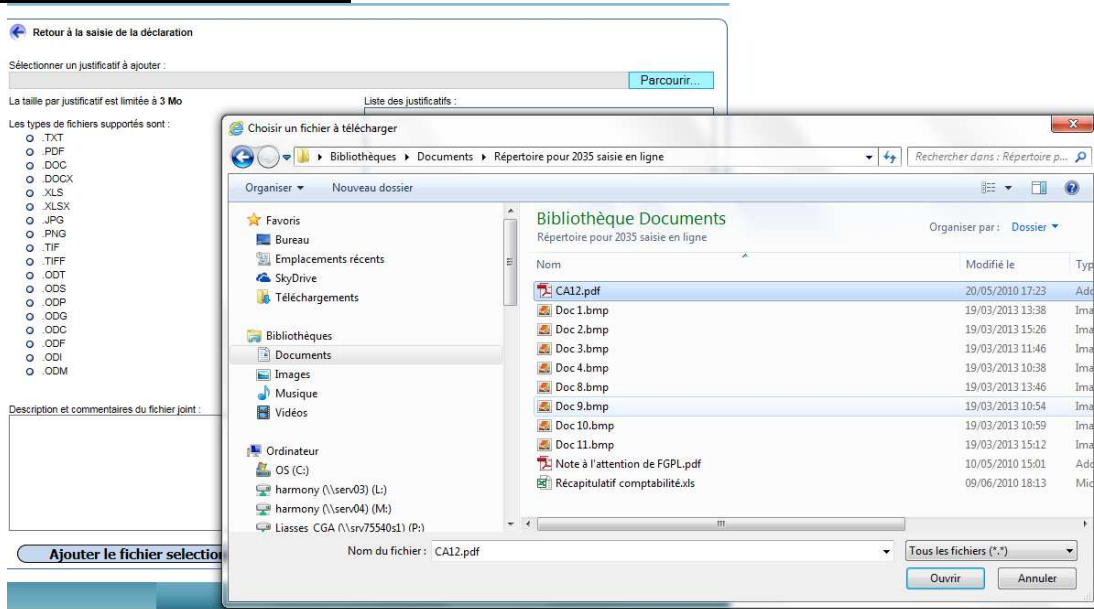 Retour à la saisie de la déclaration
Sélectionner un justificatif à ajouter :
Parcourir...
La taille par justificatif est limitée à 3 Mo
Liste des justificatifs :
Les types de fichiers supportés sont :
.TXT
.PDF
.DOC
.DOCX
.XLS
.XLSX
.JPG
.PNG
.TIF
.TIFF
.ODT
.ODS
.ODP
.ODG
.ODC
.ODF
.ODI
.ODM
Description et commentaires du fichier joint :
Ajouter le fichier selection
Choisir un fichier à télécharger
Bibliothèques Documents Répertoire pour 2035 saisie en ligne
Rechercher dans : Répertoire p...
Organiser Nouveau dossier
Favoris
Bureau
Emplacements récents
SkyDrive
Téléchargements
Bibliothèques
Documents
Images
Musique
Vidéos
Ordinateur
OS (C:)
harmony (\\serv03) (L:)
harmony (\\serv04) (M:)
Liasses CGA (\\srv75540s1) (P:)
Bibliothèque Documents
Répertoire pour 2035 saisie en ligne
Organiser par : Dossier
Nom Modifié le Typ
CA12.pdf 20/05/2010 17:23 Ado
Doc 1.bmp 19/03/2013 13:38 Ima
Doc 2.bmp 19/03/2013 15:26 Ima
Doc 3.bmp 19/03/2013 11:46 Ima
Doc 4.bmp 19/03/2013 10:38 Ima
Doc 8.bmp 19/03/2013 13:46 Ima
Doc 9.bmp 19/03/2013 10:54 Ima
Doc 10.bmp 19/03/2013 10:59 Ima
Doc 11.bmp 19/03/2013 15:12 Ima
Note à l'attention de FGPL.pdf 10/05/2010 15:01 Ado
Récapitulatif comptabilité.xls 09/06/2010 18:13 Mic
Nom du fichier : CA12.pdf
Tous les fichiers (*.*)
Ouvrir Annuler